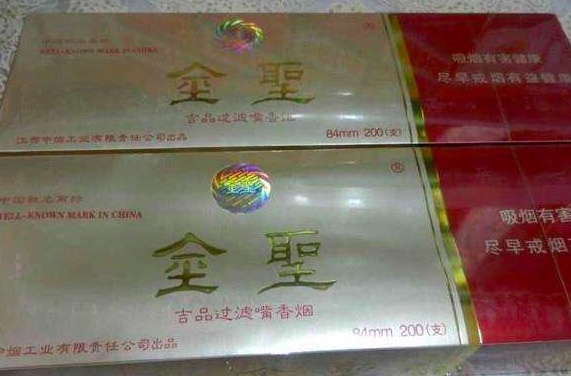 中国驰名商标
WELL-KNOWN MARK IN CHINA
金聖
吉品过滤嘴香烟
江西中烟工业有限责任公司出品
84mm 200(支)
吸烟有害健康
尽早戒烟有益健康
中国驰名商标
WELL-KNOWN MARK IN CHINA
金聖
金聖
吉品过滤嘴香烟
中烟工业有限责任公司出品
84mm 200(支)
吸烟有害
尽早戒烟